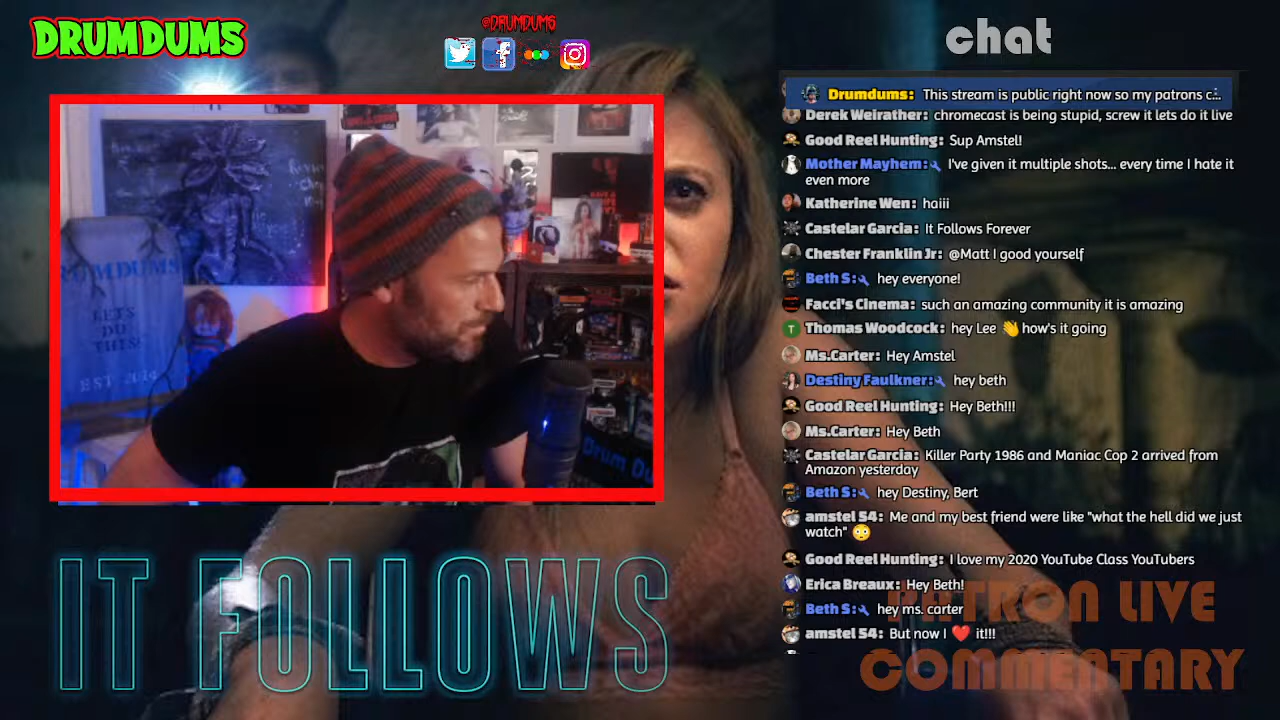 DRUMDUMS
@DRUMDUMS
chat
Drumdums: This stream is public right now so my patrons c...
Derek Weirather: chromecast is being stupid, screw it lets do it live
Good Reel Hunting: Sup Amstel!
Mother Mayhem: I've given it multiple shots... every time I hate it
even more
Katherine Wen: haiii
Castelar Garcia: It Follows Forever
Chester Franklin Jr: @Matt I good yourself
Beth S: hey everyone!
Facci's Cinema: such an amazing community it is amazing
T
Thomas Woodcock: hey Lee 👋 how's it going
Ms.Carter: Hey Amstel
Destiny Faulkner: hey beth
Good Reel Hunting: Hey Beth!!!
Ms.Carter: Hey Beth
Castelar Garcia: Killer Party 1986 and Maniac Cop 2 arrived from
Amazon yesterday
Beth S: hey Destiny, Bert
amstel 54: Me and my best friend were like "what the hell did we just
watch" 😳
Good Reel Hunting: I love my 2020 YouTube Class YouTubers
Erica Breaux: Hey Beth!
Beth S: hey ms. carter
amstel 54: But now I ❤️ it!!!
LETS
DO
THESE
EST 2014
Drum Du
IT FOLLOWS
PATRON LIVE
COMMENTARY